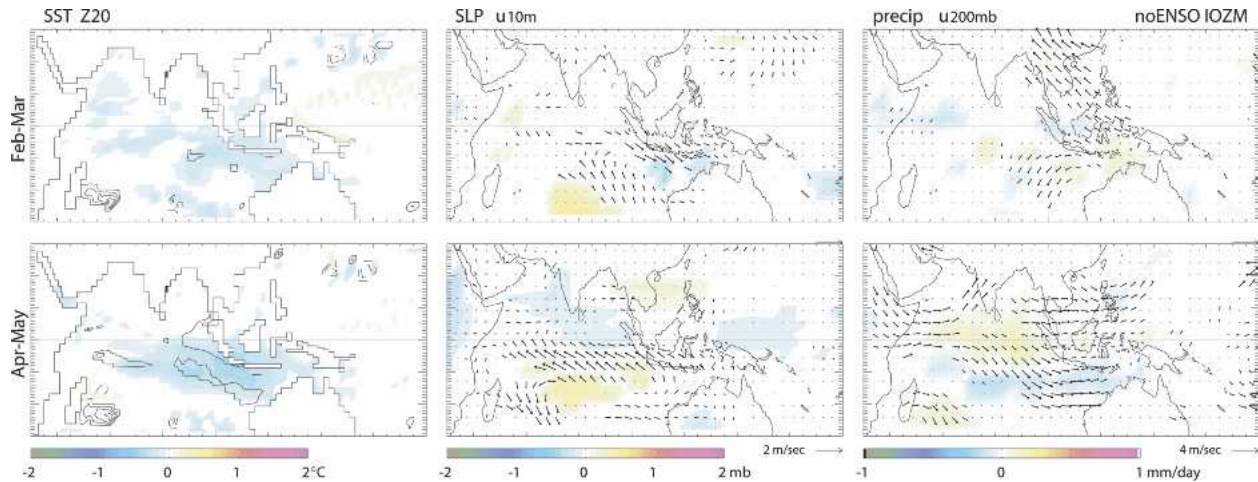 SST Z20
SLP u10m
precip u200mb noENSO IOZM
Feb-Mar
Apr-May
-2 -1 0 1 2°C
-2 -1 0 1 2 mb
2 m/sec
-1 0 1 mm/day
4 m/sec